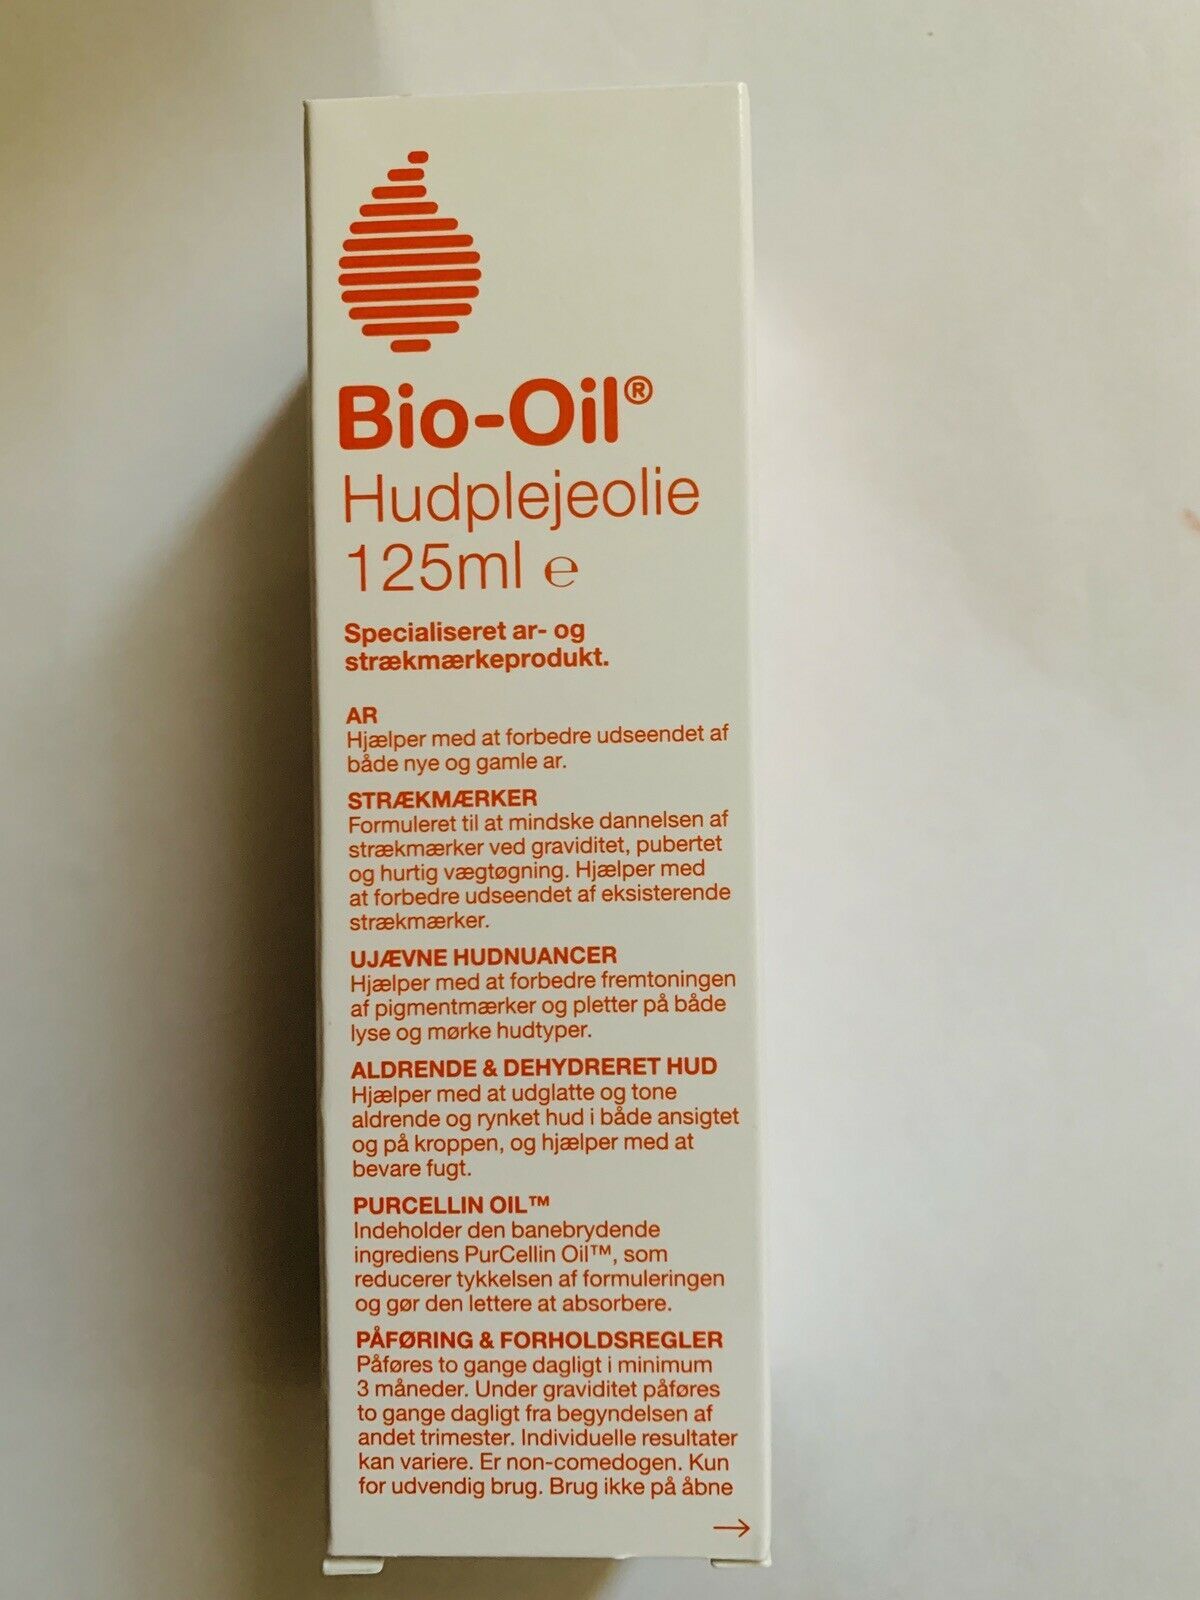 Bio-Oil®
Hudplejeolie
125ml ℮
Specialiseret ar- og
strækmærkeprodukt.
AR
Hjælper med at forbedre udseendet af
både nye og gamle ar.
STRÆKMÆRKER
Formuleret til at mindske dannelsen af
strækmærker ved graviditet, pubertet
og hurtig vægtøgning. Hjælper med
at forbedre udseendet af eksisterende
strækmærker.
UJÆVNE HUDNUANCER
Hjælper med at forbedre fremtoningen
af pigmentmærker og pletter på både
lyse og mørke hudtyper.
ALDRENDE & DEHYDRERET HUD
Hjælper med at udglatte og tone
aldrende og rynket hud i både ansigtet
og på kroppen, og hjælper med at
bevare fugt.
PURCELLIN OIL™
Indeholder den banebrydende
ingrediens PurCellin Oil™, som
reducerer tykkelsen af formuleringen
og gør den lettere at absorbere.
PÅFØRING & FORHOLDSREGLER
Påføres to gange dagligt i minimum
3 måneder. Under graviditet påføres
to gange dagligt fra begyndelsen af
andet trimester. Individuelle resultater
kan variere. Er non-comedogen. Kun
for udvendig brug. Brug ikke på åbne
→